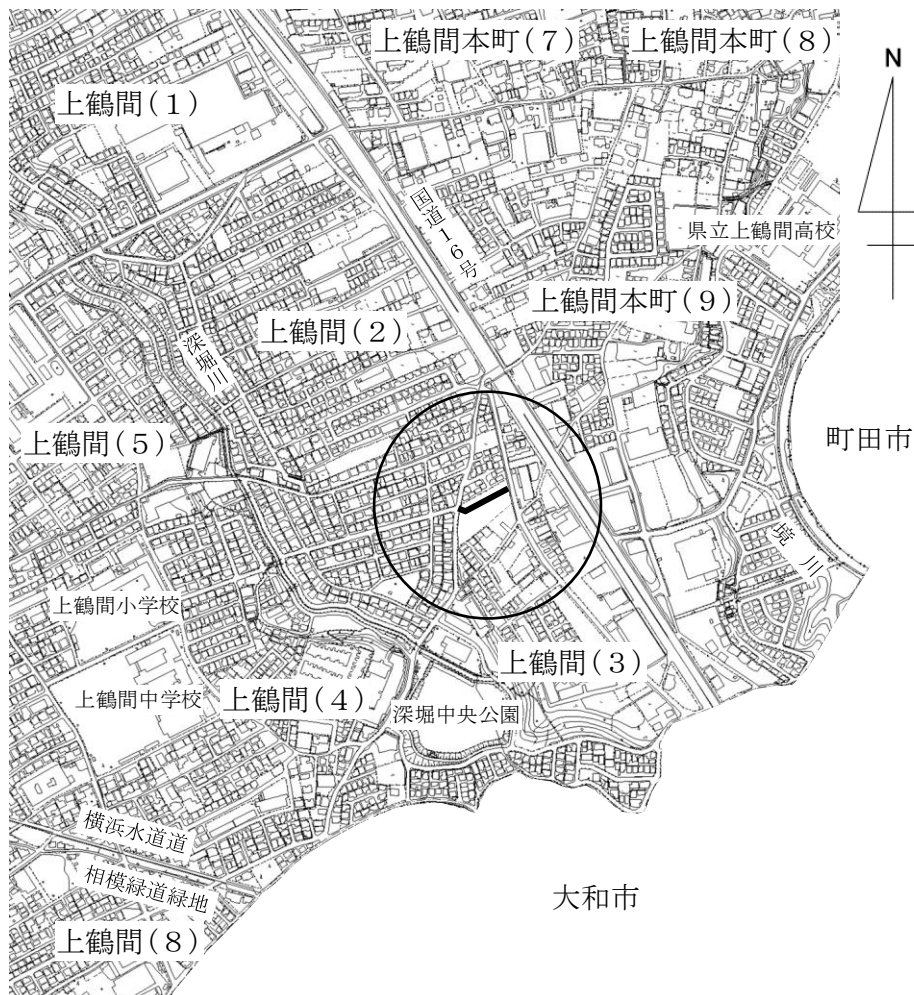 上鶴間本町(7)
上鶴間本町(8)
N
上鶴間(1)
国道16号
県立上鶴間高校
上鶴間本町(9)
上鶴間(2)
深堀川
町田市
上鶴間(5)
境川
上鶴間小学校
上鶴間(3)
上鶴間中学校
上鶴間(4)
深堀中央公園
横浜水道道
相模緑道緑地
大和市
上鶴間(8)